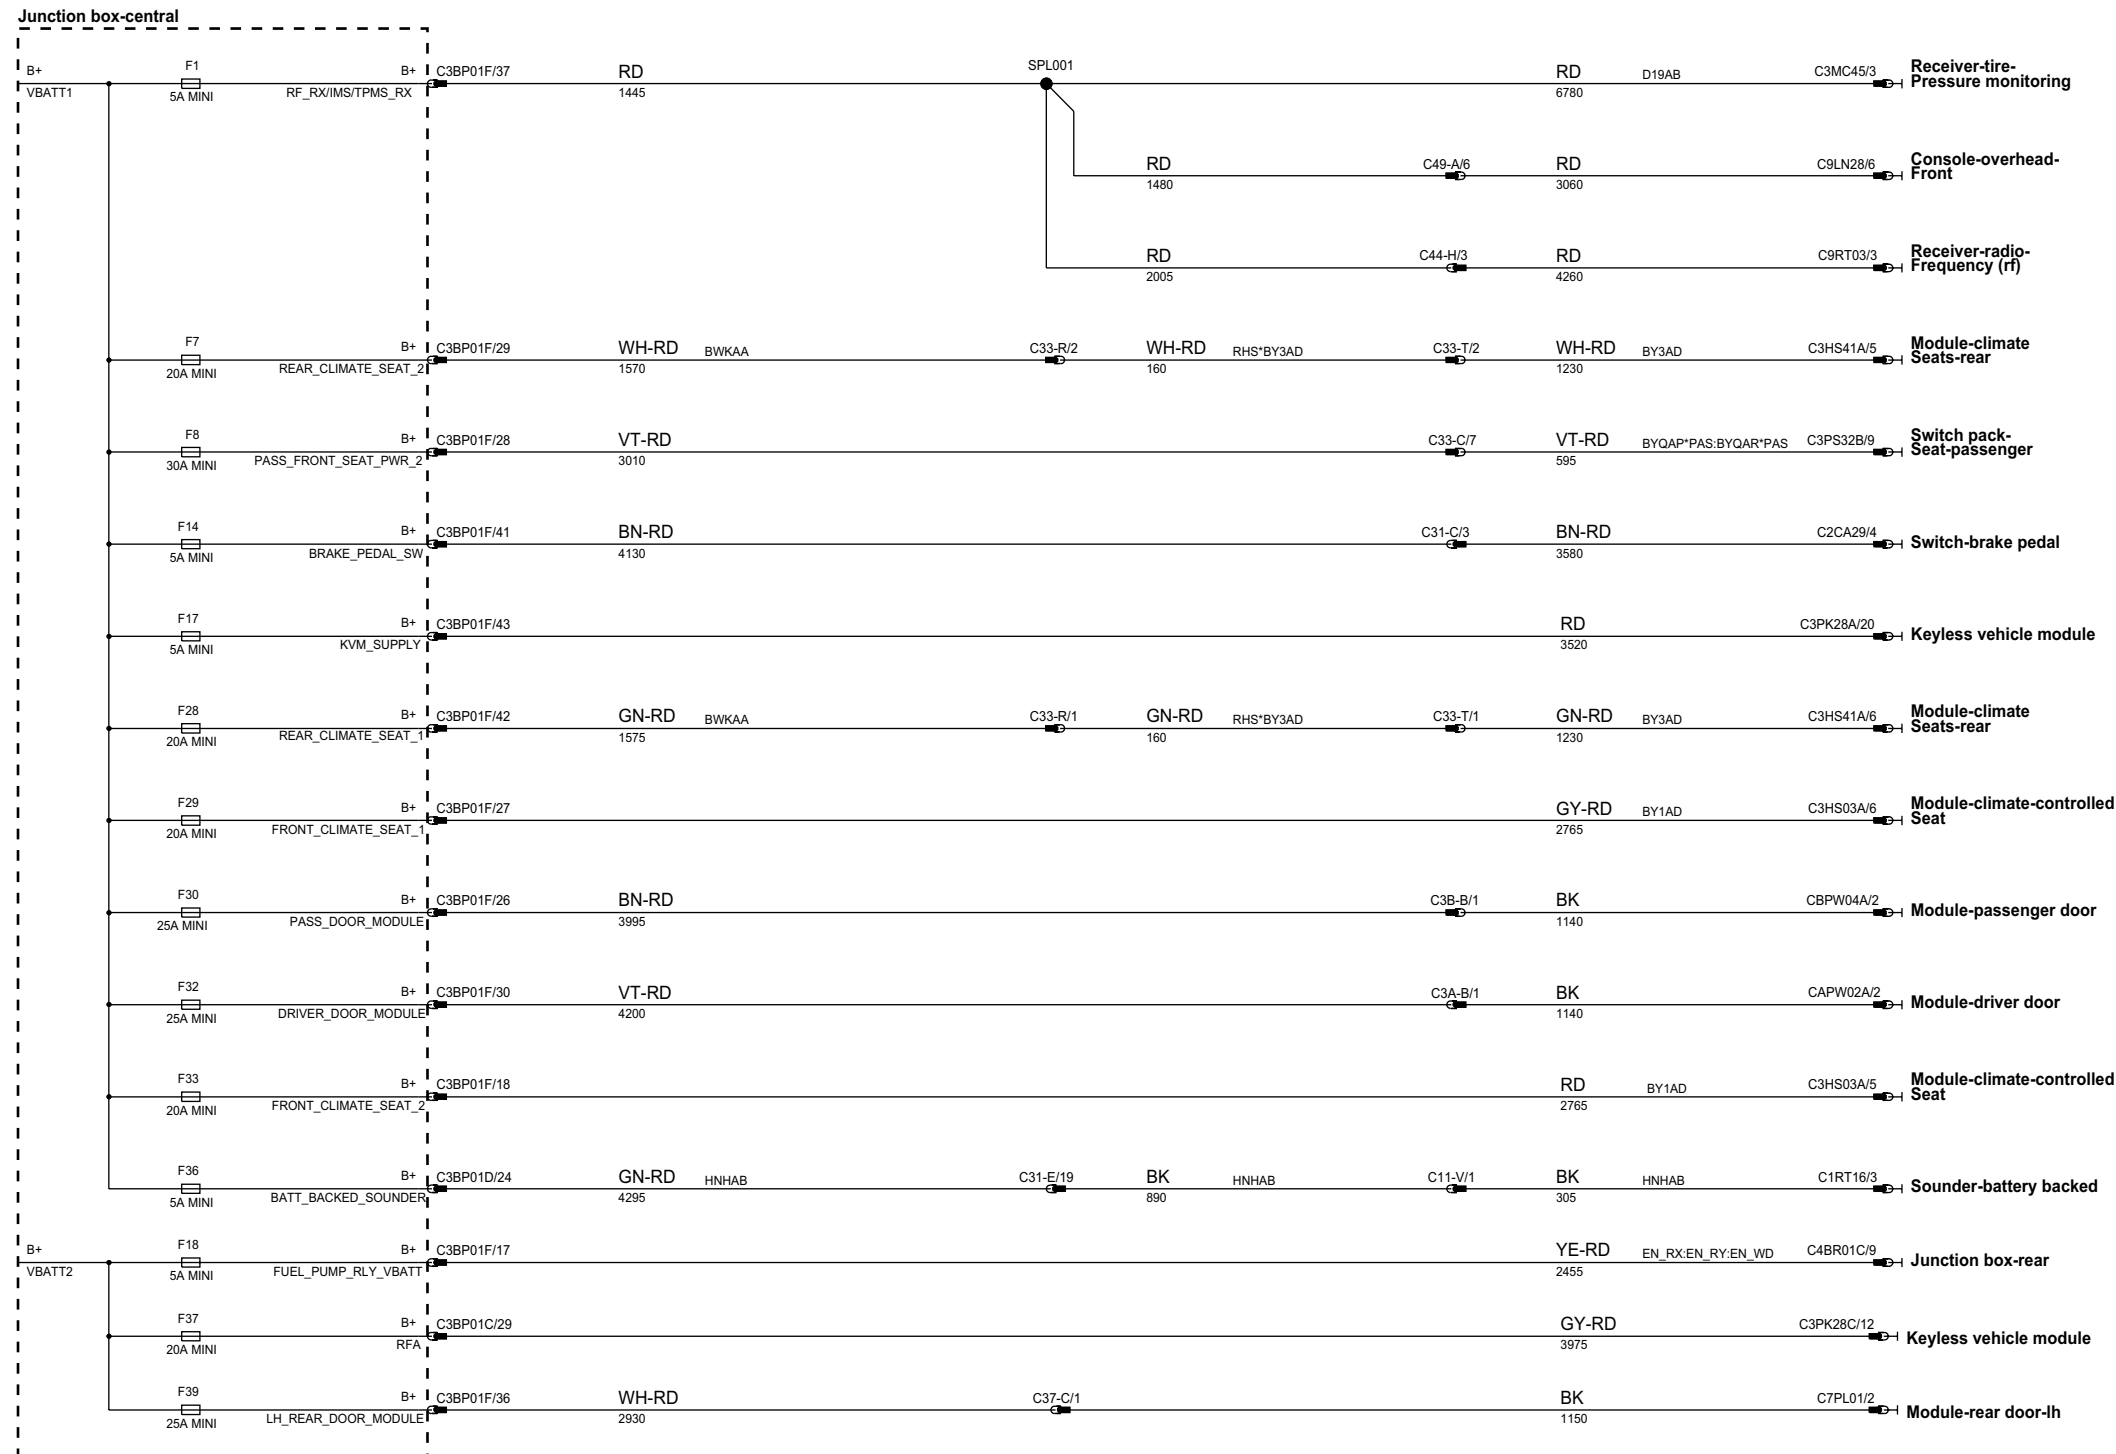 Junction box-central
B+
VBATT1
F1
5A MINI
B+
RF_RX/IMS/TPMS_RX
C3BP01F/37
RD
1445
SPL001
RD
6780
D19AB
C3MC45/3
Receiver-tire-
Pressure monitoring
RD
1480
C49-A/6
RD
3060
C9LN28/6
Console-overhead-
Front
RD
2005
C44-H/3
RD
4260
C9RT03/3
Receiver-radio-
Frequency (rf)
F7
20A MINI
B+
REAR_CLIMATE_SEAT_2
C3BP01F/29
WH-RD
1570
BWKAA
C33-R/2
WH-RD
160
RHS*BY3AD
C33-T/2
WH-RD
1230
BY3AD
C3HS41A/5
Module-climate
Seats-rear
F8
30A MINI
B+
PASS_FRONT_SEAT_PWR_2
C3BP01F/28
VT-RD
3010
C33-C/7
VT-RD
595
BYQAP*PAS:BYQAR*PAS
C3PS32B/9
Switch pack-
Seat-passenger
F14
5A MINI
B+
BRAKE_PEDAL_SW
C3BP01F/41
BN-RD
4130
C31-C/3
BN-RD
3580
C2CA29/4
Switch-brake pedal
F17
5A MINI
B+
KVM_SUPPLY
C3BP01F/43
RD
3520
C3PK28A/20
Keyless vehicle module
F28
20A MINI
B+
REAR_CLIMATE_SEAT_1
C3BP01F/42
GN-RD
1575
BWKAA
C33-R/1
GN-RD
160
RHS*BY3AD
C33-T/1
GN-RD
1230
BY3AD
C3HS41A/6
Module-climate
Seats-rear
F29
20A MINI
B+
FRONT_CLIMATE_SEAT_1
C3BP01F/27
GY-RD
2765
BY1AD
C3HS03A/6
Module-climate-controlled
Seat
F30
25A MINI
B+
PASS_DOOR_MODULE
C3BP01F/26
BN-RD
3995
C3B-B/1
BK
1140
CBPW04A/2
Module-passenger door
F32
25A MINI
B+
DRIVER_DOOR_MODULE
C3BP01F/30
VT-RD
4200
C3A-B/1
BK
1140
CAPW02A/2
Module-driver door
F33
20A MINI
B+
FRONT_CLIMATE_SEAT_2
C3BP01F/18
RD
2765
BY1AD
C3HS03A/5
Module-climate-controlled
Seat
F36
5A MINI
B+
BATT_BACKED_SOUNDER
C3BP01D/24
GN-RD
4295
HNHAB
C31-E/19
BK
890
HNHAB
C11-V/1
BK
305
HNHAB
C1RT16/3
Sounder-battery backed
B+
VBATT2
F18
5A MINI
B+
FUEL_PUMP_RLY_VBATT
C3BP01F/17
YE-RD
2455
EN_RX:EN_RY:EN_WD
C4BR01C/9
Junction box-rear
F37
20A MINI
B+
RFA
C3BP01C/29
GY-RD
3975
C3PK28C/12
Keyless vehicle module
F39
25A MINI
B+
LH_REAR_DOOR_MODULE
C3BP01F/36
WH-RD
2930
C37-C/1
BK
1150
C7PL01/2
Module-rear door-lh